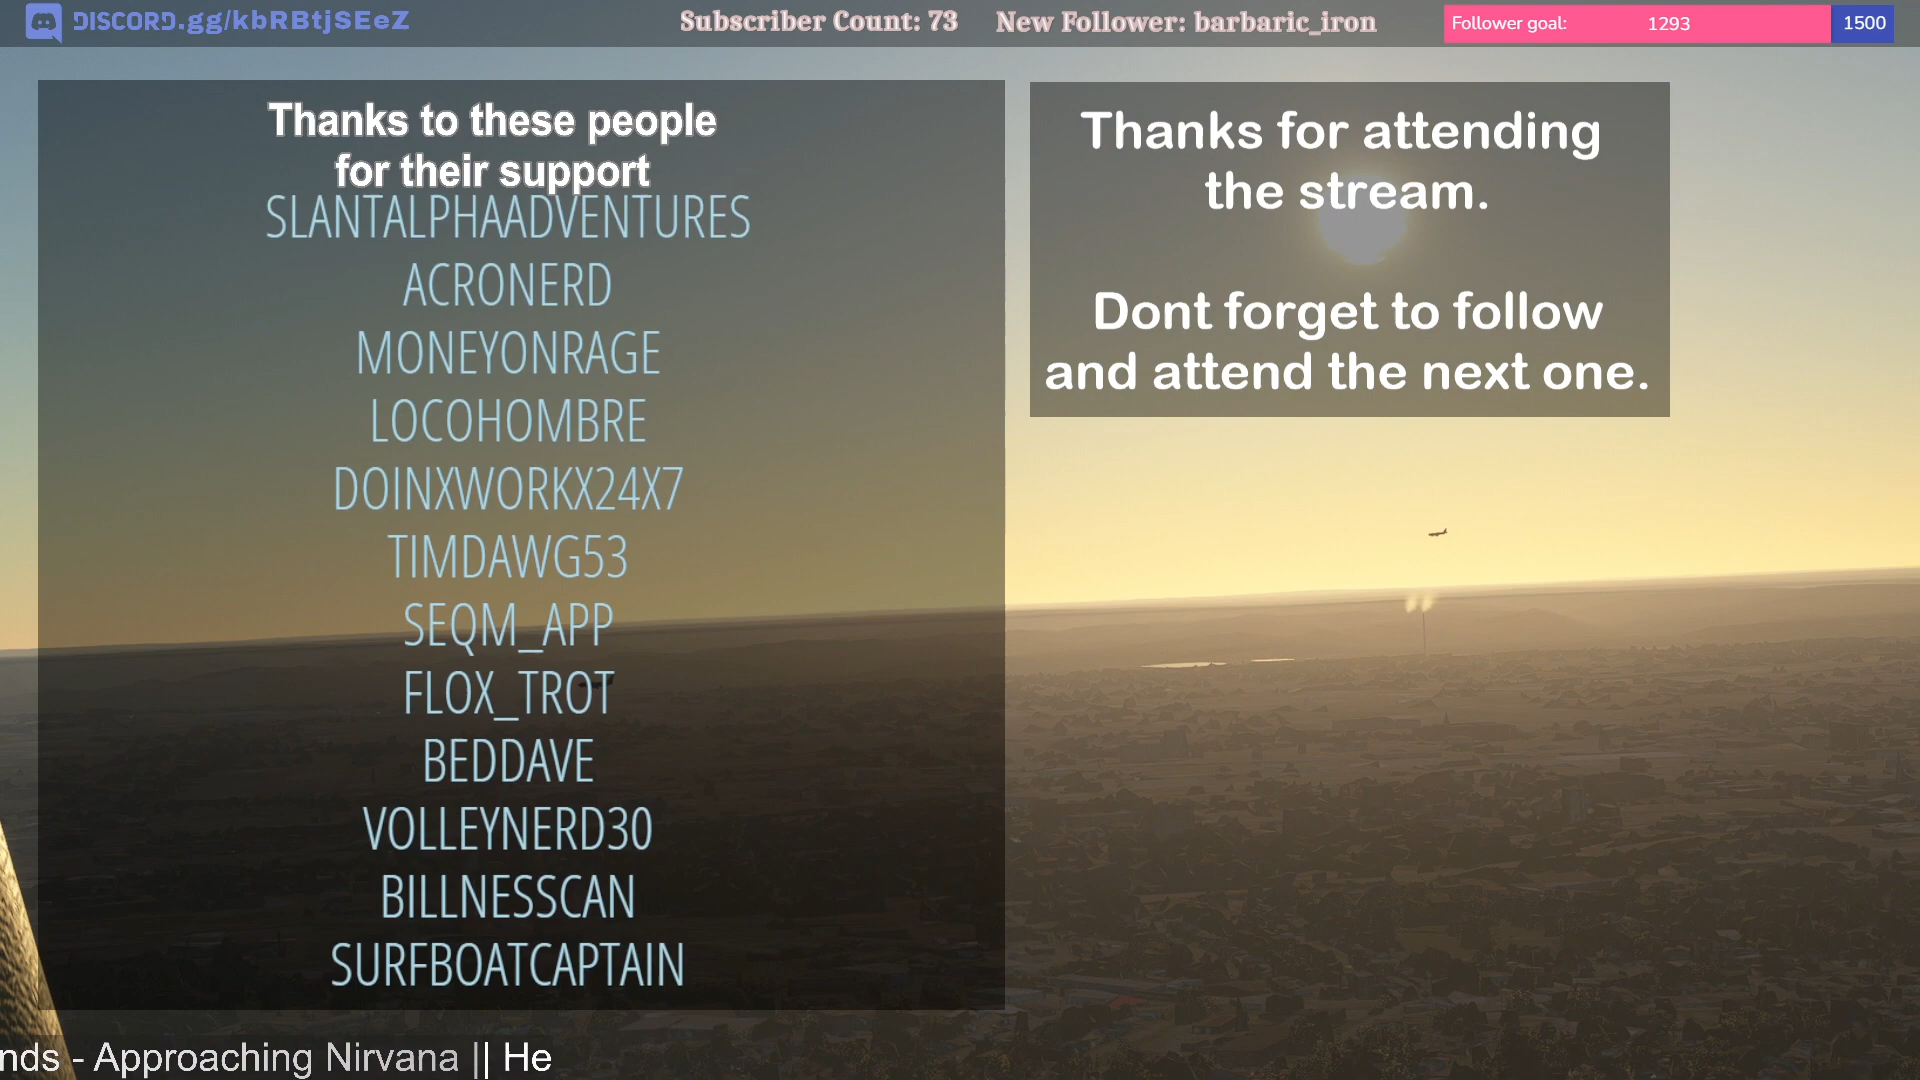 DISCORD.gg/kbRBtjSEeZ
Subscriber Count: 73
New Follower: barbaric_iron
Follower goal: 1293 1500
Thanks to these people
for their support
SLANTALPHAADVENTURES
ACRONERD
MONEYONRAGE
LOCOHOMBRE
DOINXWORKX24X7
TIMDAWG53
SEQM_APP
FLOX_TROT
BEDDAVE
VOLLEYNERD30
BILLNESSCAN
SURFBOATCAPTAIN
Thanks for attending
the stream.
Dont forget to follow
and attend the next one.
nds - Approaching Nirvana || He